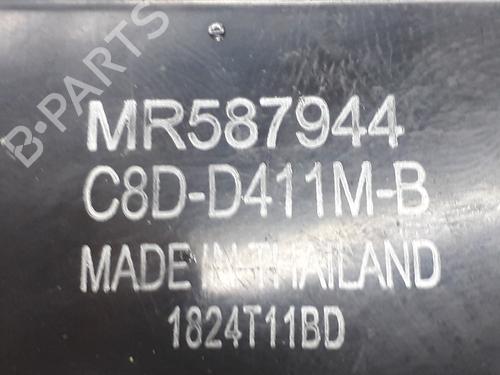 B-PARTS
MR587944
C8D-D411M-B
MADE IN THAILAND
1824T11BD